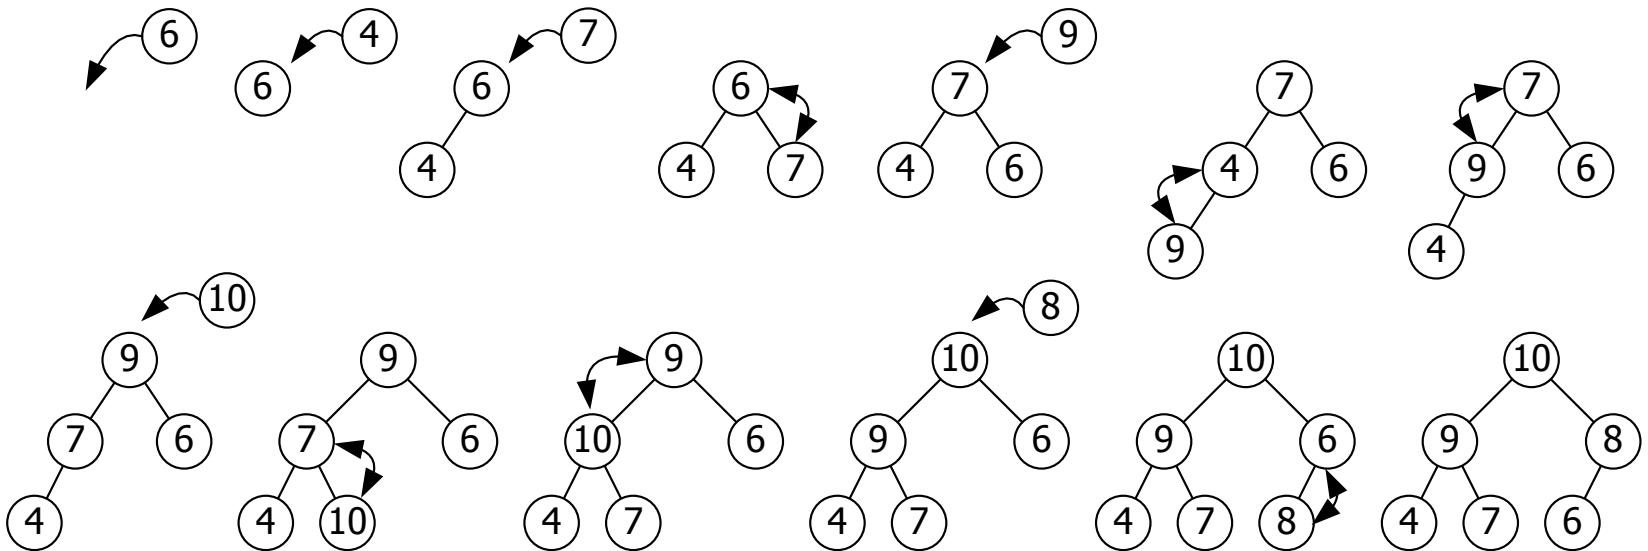 6 4 7 9
6 6 6 7 7 7
4 4 7 4 6 4 6 9 6
9 4
10 8
9 9 9 10 10 10
7 6 7 6 10 6 9 6 9 6 9 8
4 4 10 4 7 4 7 4 7 8 4 7 6